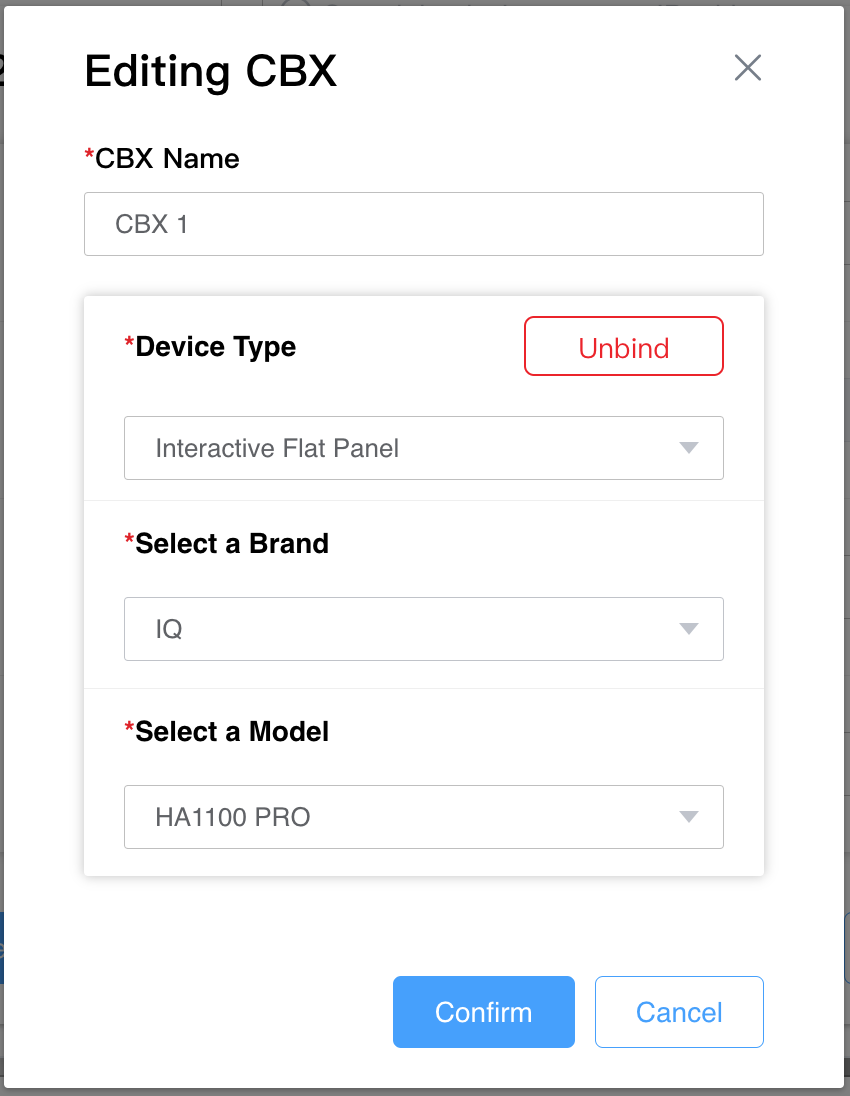 Editing CBX
*CBX Name
CBX 1
*Device Type
Unbind
Interactive Flat Panel
*Select a Brand
IQ
*Select a Model
HA1100 PRO
Confirm
Cancel